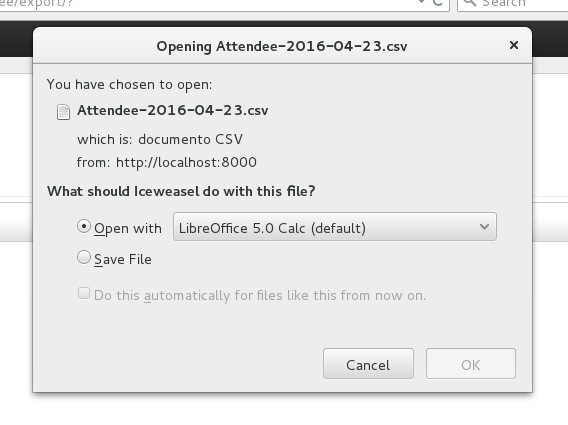 ee/export/?
Search
Opening Attendee-2016-04-23.csv
You have chosen to open:
Attendee-2016-04-23.csv
which is: documento CSV
from: http://localhost:8000
What should Iceweasel do with this file?
Open with LibreOffice 5.0 Calc (default)
Save File
Do this automatically for files like this from now on.
Cancel OK